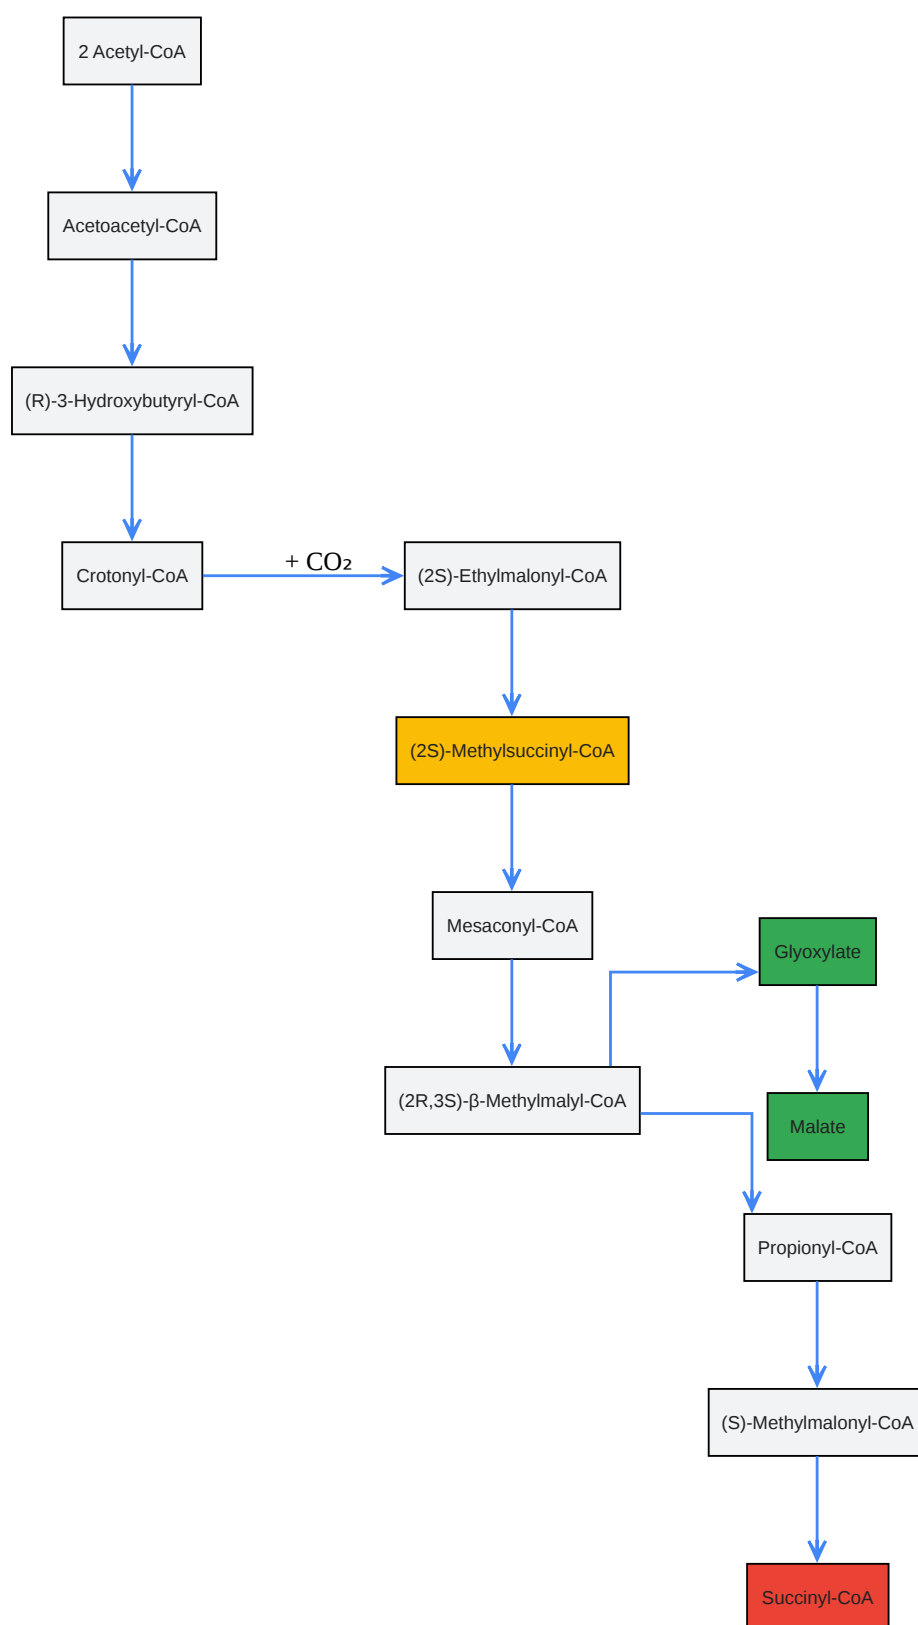 2 Acetyl-CoA
Acetoacetyl-CoA
(R)-3-Hydroxybutyryl-CoA
Crotonyl-CoA
+ CO₂
(2S)-Ethylmalonyl-CoA
(2S)-Methylsuccinyl-CoA
Mesaconyl-CoA
Glyoxylate
(2R,3S)-β-Methylmalyl-CoA
Malate
Propionyl-CoA
(S)-Methylmalonyl-CoA
Succinyl-CoA